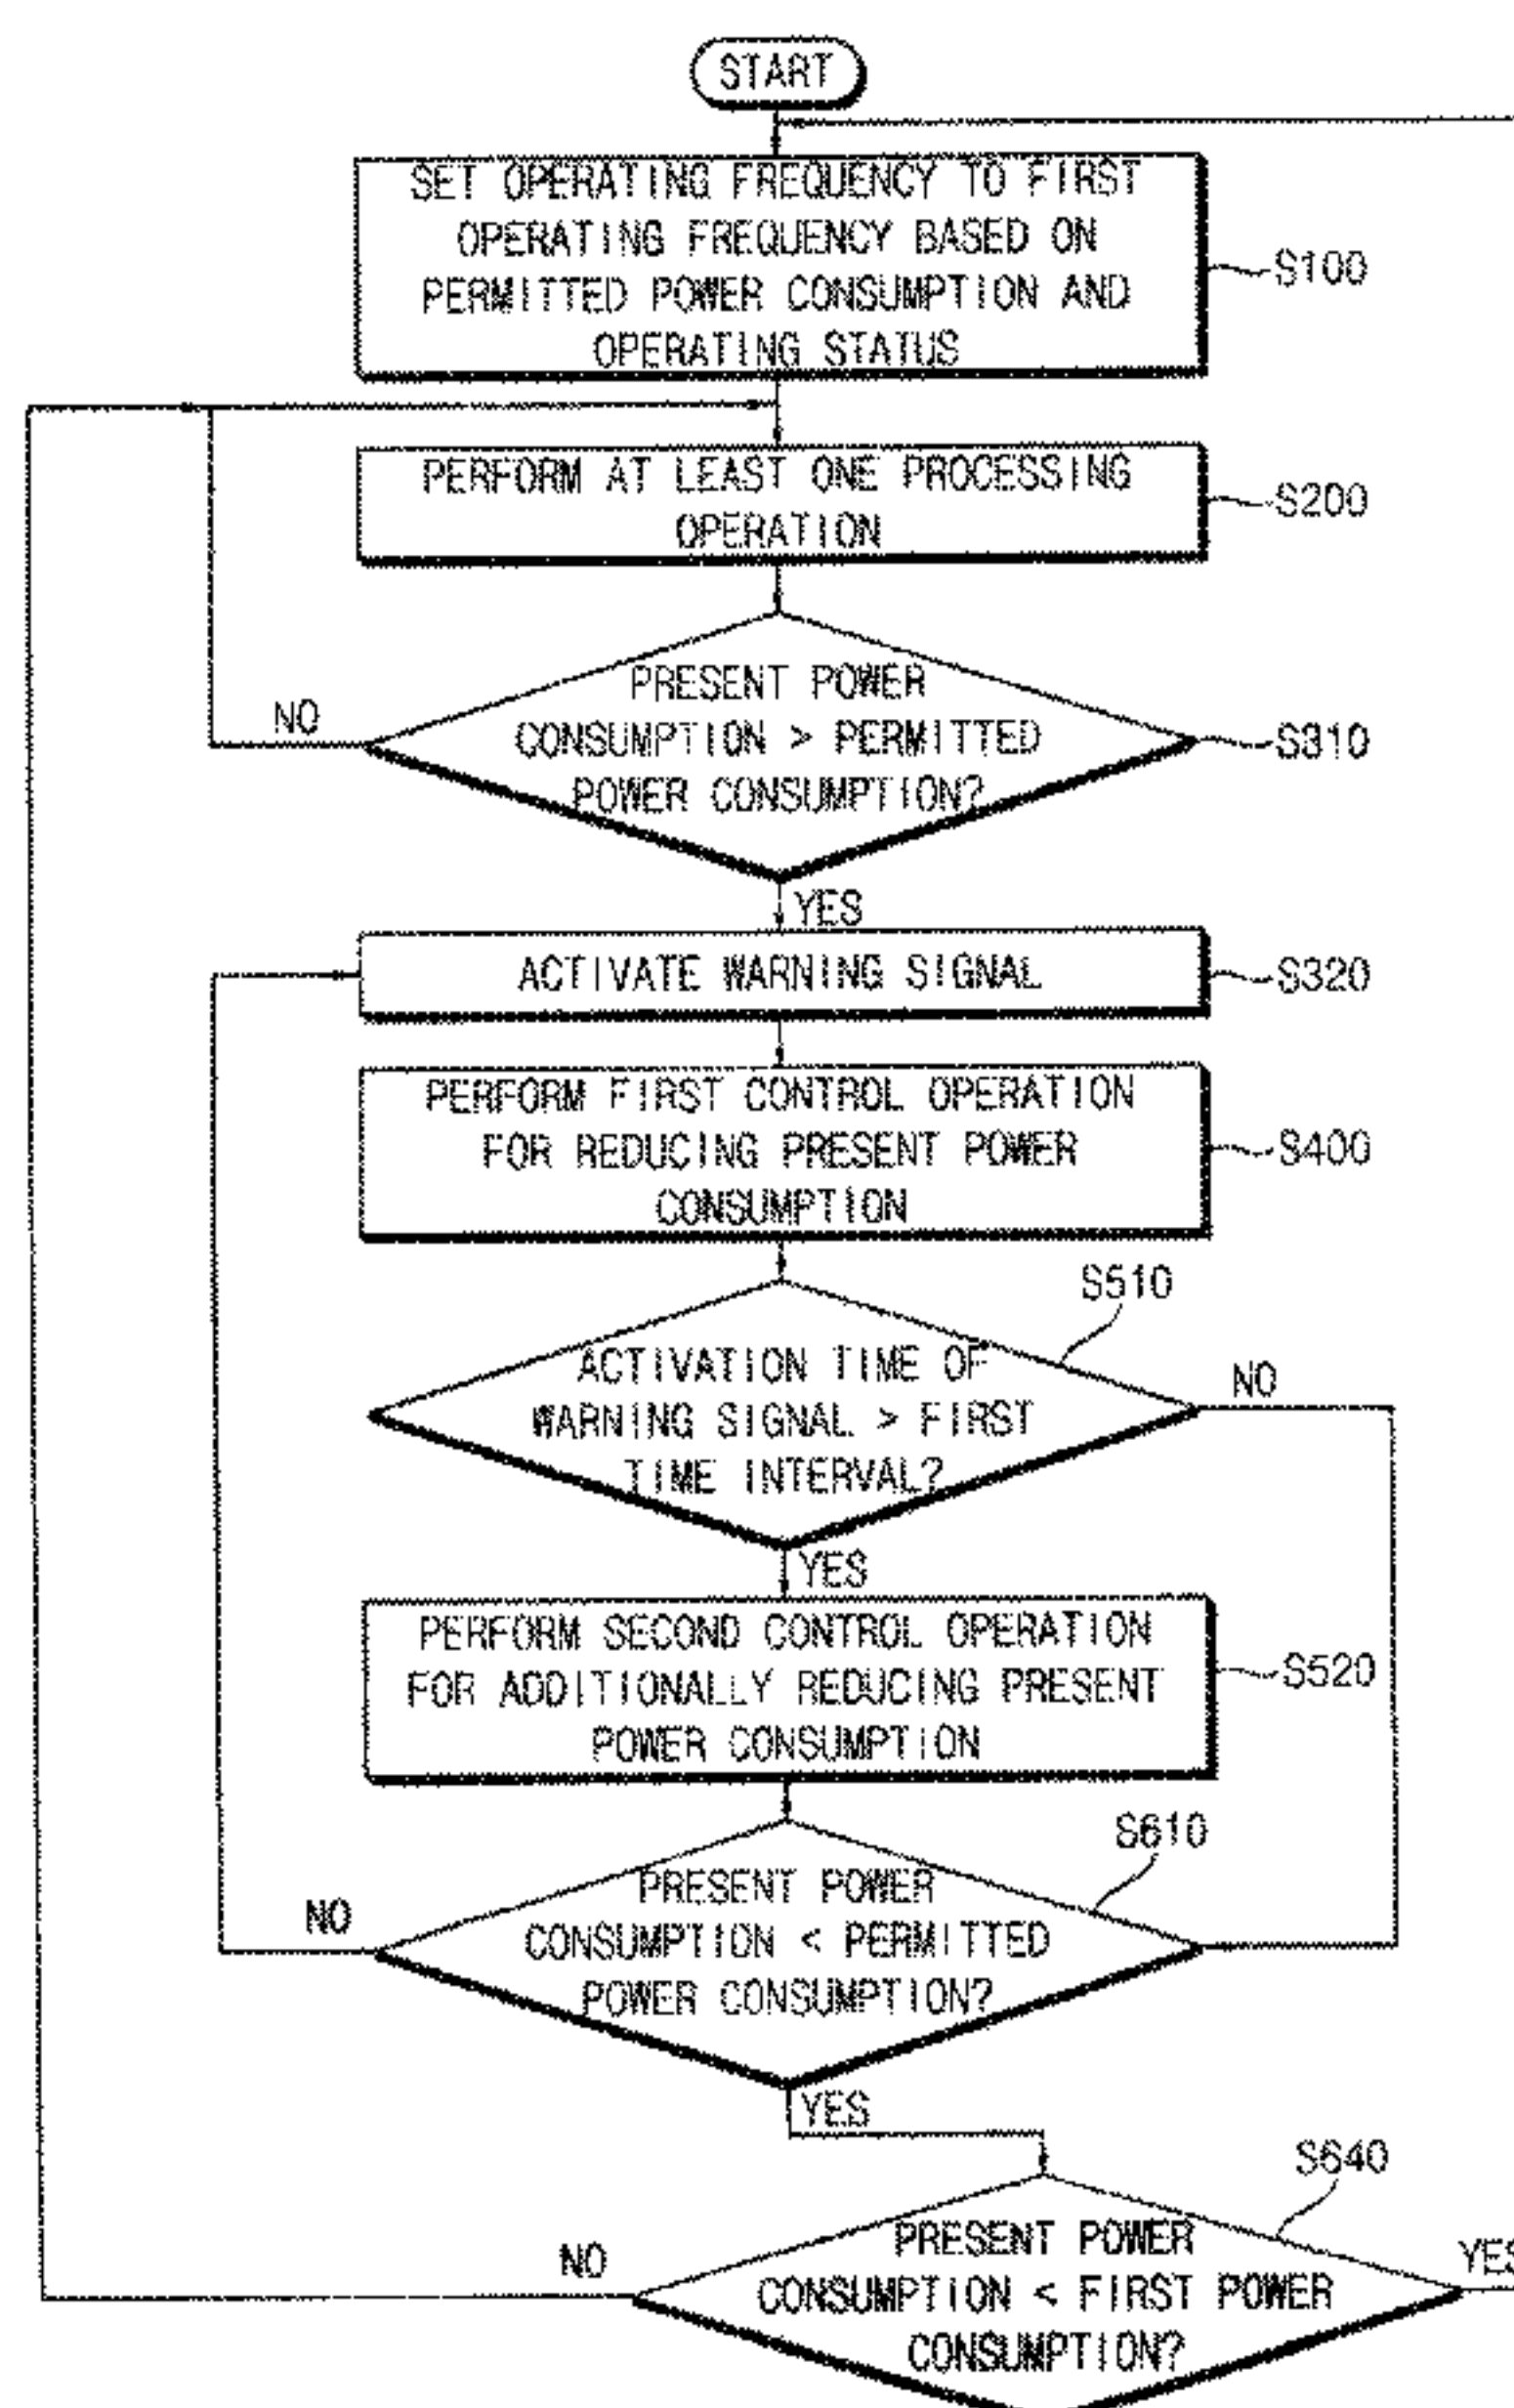 START
SET OPERATING FREQUENCY TO FIRST
OPERATING FREQUENCY BASED ON
PERMITTED POWER CONSUMPTION AND
OPERATING STATUS
S100
PERFORM AT LEAST ONE PROCESSING
OPERATION
S200
PRESENT POWER
CONSUMPTION > PERMITTED
POWER CONSUMPTION?
NO
S310
YES
ACTIVATE WARNING SIGNAL
S320
PERFORM FIRST CONTROL OPERATION
FOR REDUCING PRESENT POWER
CONSUMPTION
S400
S510
ACTIVATION TIME OF
WARNING SIGNAL > FIRST
TIME INTERVAL?
NO
YES
PERFORM SECOND CONTROL OPERATION
FOR ADDITIONALLY REDUCING PRESENT
POWER CONSUMPTION
S520
S610
PRESENT POWER
CONSUMPTION < PERMITTED
POWER CONSUMPTION?
NO
YES
S640
PRESENT POWER
CONSUMPTION < FIRST POWER
CONSUMPTION?
NO
YES